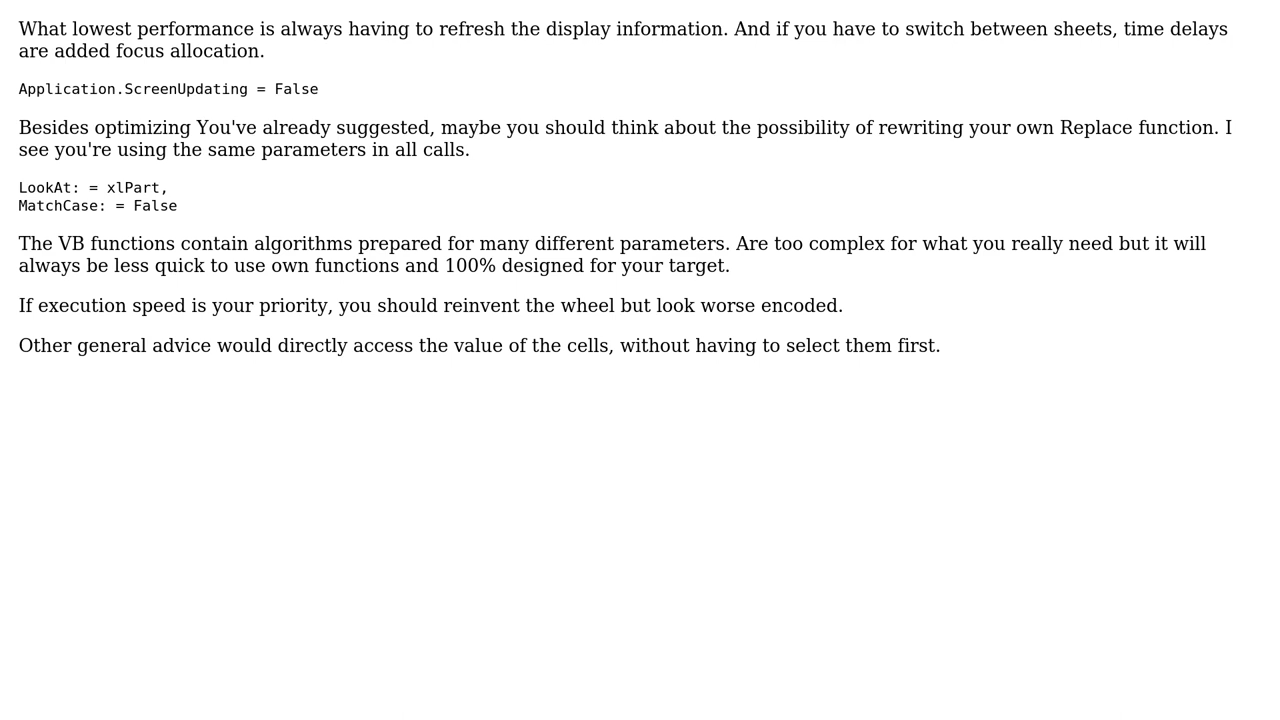 What lowest performance is always having to refresh the display information. And if you have to switch between sheets, time delays
are added focus allocation.
Application.ScreenUpdating = False
Besides optimizing You've already suggested, maybe you should think about the possibility of rewriting your own Replace function. I
see you're using the same parameters in all calls.
LookAt: = xlPart,
MatchCase: = False
The VB functions contain algorithms prepared for many different parameters. Are too complex for what you really need but it will
always be less quick to use own functions and 100% designed for your target.
If execution speed is your priority, you should reinvent the wheel but look worse encoded.
Other general advice would directly access the value of the cells, without having to select them first.